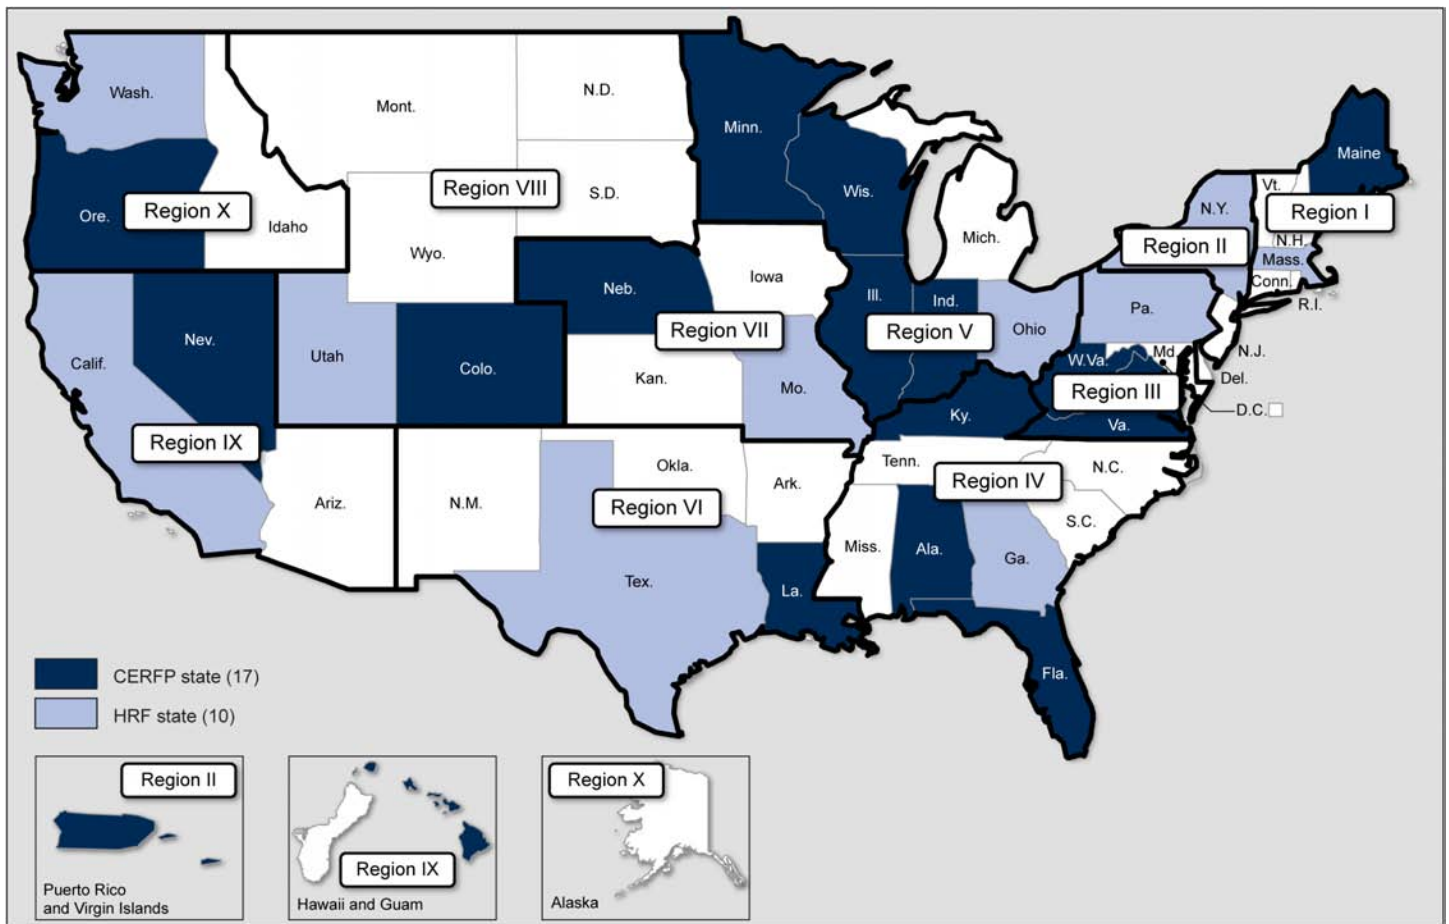 Wash.
Mont.
N.D.
Minn.
Maine
Ore.
Region X
Idaho
Region VIII
S.D.
Wyo.
Wis.
Mich.
Vt.
N.Y.
Region I
N.H.
Region II
Mass.
Conn.
R.I.
Neb.
Iowa
Ill.
Ind.
Ohio
Pa.
Nev.
Calif.
Utah
Colo.
Region VII
Region V
Kan.
Mo.
W.Va.
Md.
N.J.
Del.
Region III
D.C.
Ky.
Va.
Region IX
Ariz.
N.M.
Okla.
Region VI
Ark.
Tenn.
Region IV
N.C.
S.C.
Miss.
Ala.
Ga.
Tex.
La.
Fla.
CERFP state (17)
HRF state (10)
Region II
Puerto Rico
and Virgin Islands
Region IX
Hawaii and Guam
Region X
Alaska